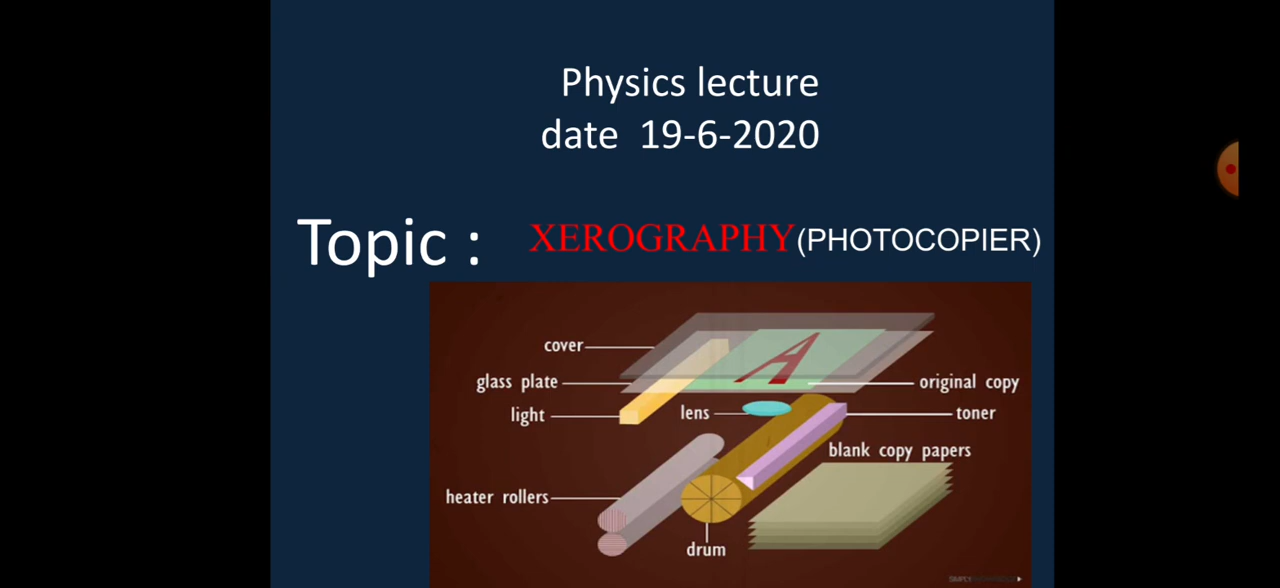 Physics lecture
date 19-6-2020
Topic : XEROGRAPHY(PHOTOCOPIER)
cover
A
glass plate
original copy
light
lens
toner
blank copy papers
heater rollers
drum